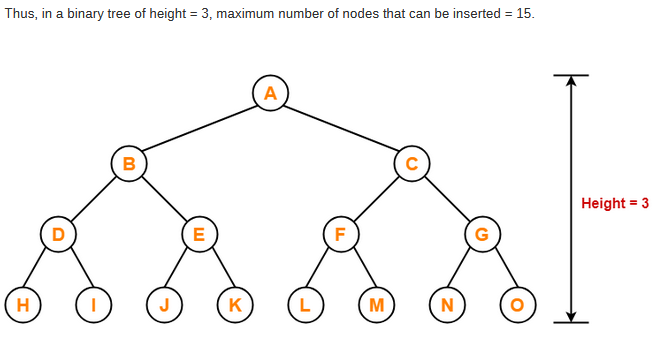 Thus, in a binary tree of height = 3, maximum number of nodes that can be inserted = 15.
A
B
C
Height = 3
D
E
F
G
H
I
J
K
L
M
N
O